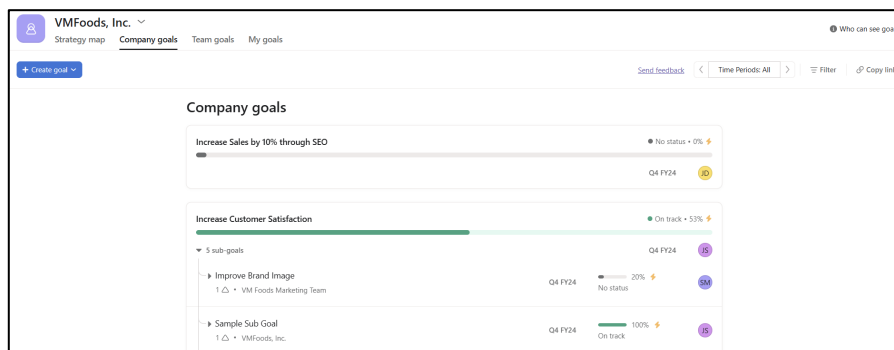 VMFoods, Inc.
Strategy map Company goals Team goals My goals
Who can see goa
+ Create goal
Send feedback Time Periods: All Filter Copy lin
Company goals
Increase Sales by 10% through SEO
No status • 0%
Q4 FY24 JD
Increase Customer Satisfaction
On track • 53%
5 sub-goals
Q4 FY24 JS
Improve Brand Image
1 • VM Foods Marketing Team
Q4 FY24 20% SM
No status
Sample Sub Goal
1 • VMFoods, Inc.
Q4 FY24 100% JS
On track